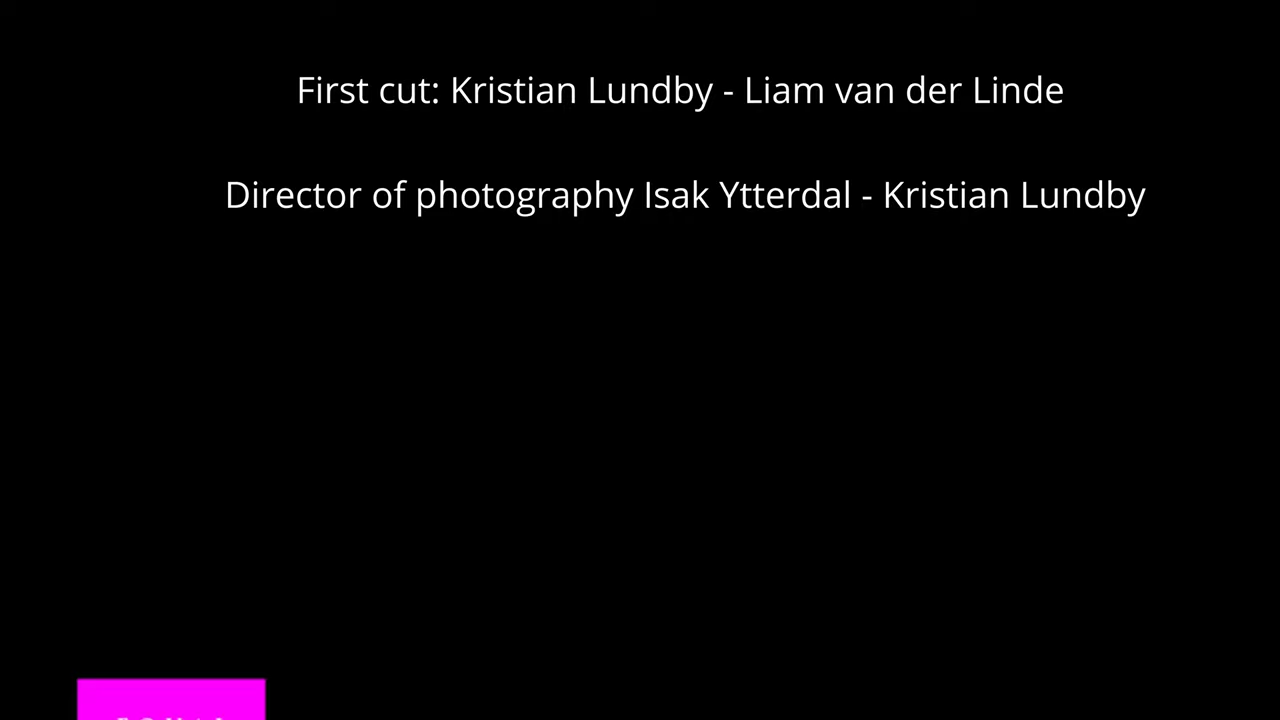 First cut: Kristian Lundby - Liam van der Linde
Director of photography Isak Ytterdal - Kristian Lundby